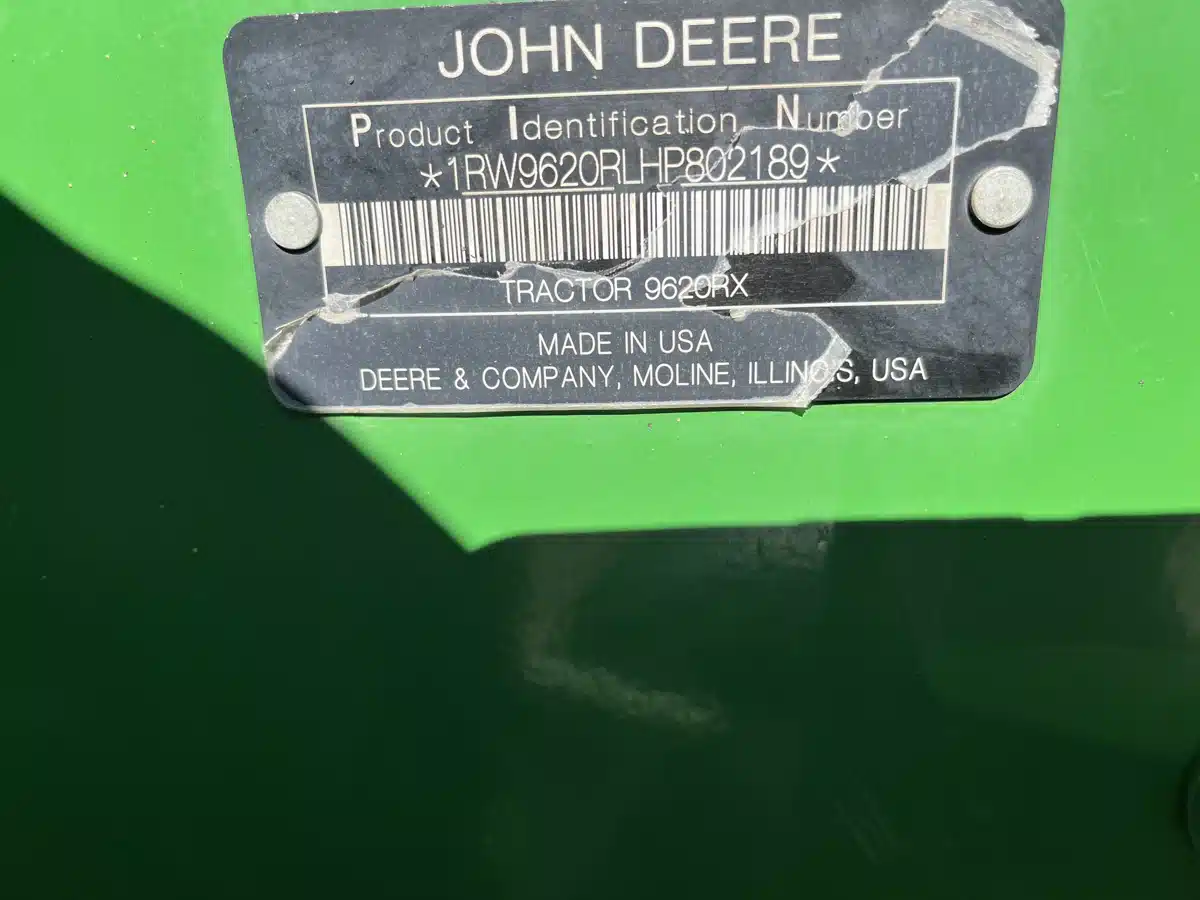 JOHN DEERE
Product Identification Number
*1RW9620RLHP802189*
TRACTOR 9620RX
MADE IN USA
DEERE & COMPANY, MOLINE, ILLINOIS, USA